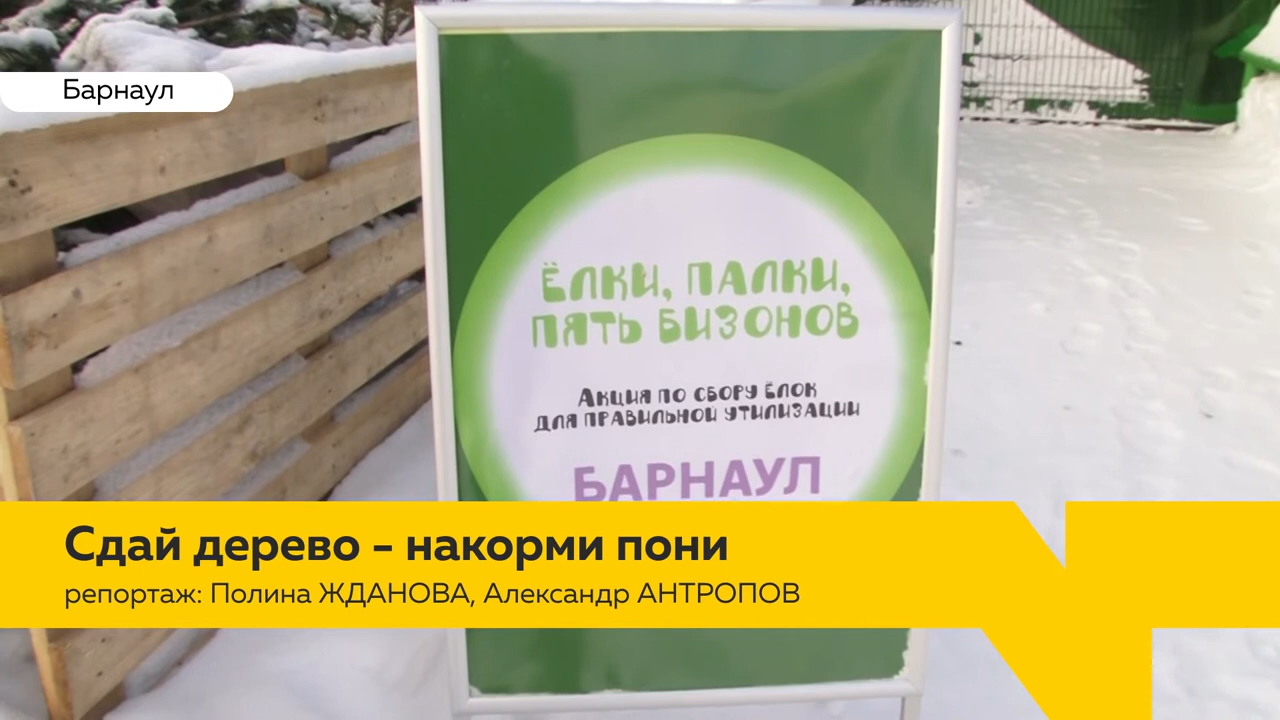 Барнаул
ЁЛКИ, ПАЛКИ,
ПЯТЬ БИЗОНОВ
АКЦИЯ ПО СБОРУ ЁЛОК
ДЛЯ ПРАВИЛЬНОЙ УТИЛИЗАЦИИ
БАРНАУЛ
Сдай дерево - накорми пони
репортаж: Полина ЖДАНОВА, Александр АНТРОПОВ